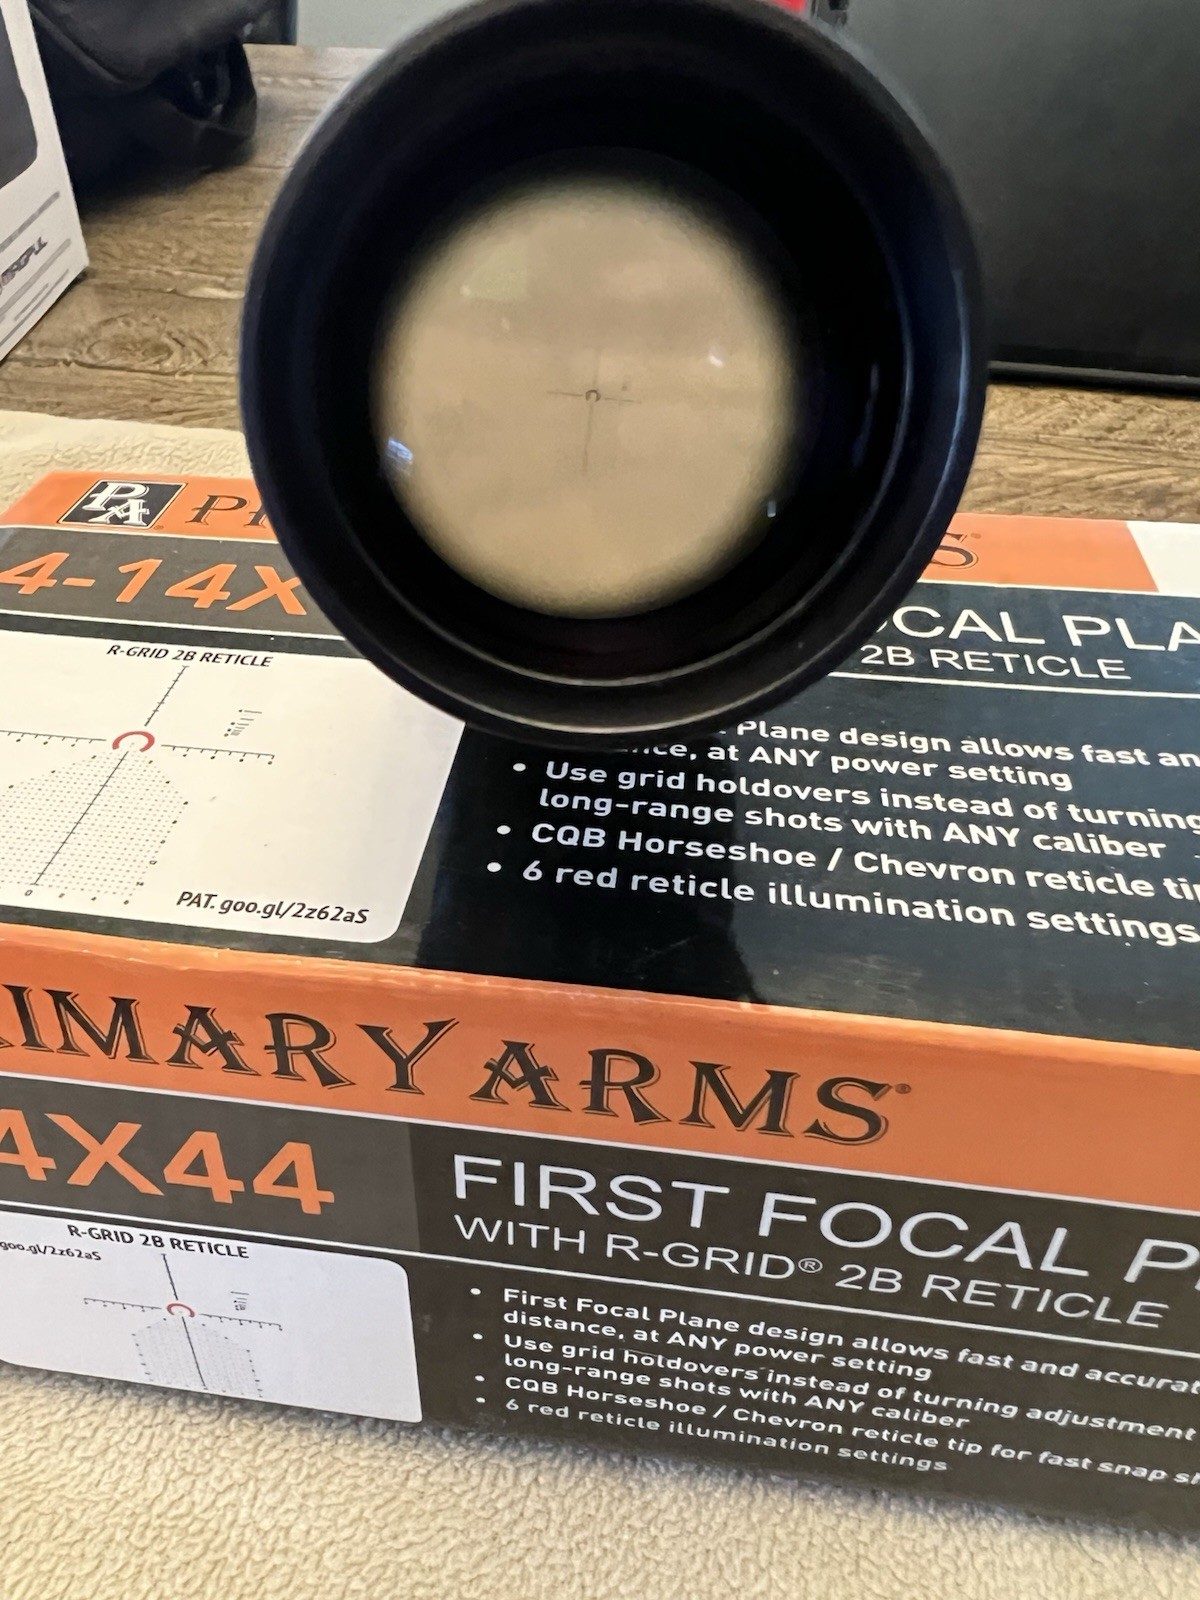 MAGPUL
PA
4-14X
R-GRID 2B RETICLE
PAT. goo.gl/2z62aS
CAL PLA
2B RETICLE
Plane design allows fast an
at ANY power setting
• Use grid holdovers instead of turning
long-range shots with ANY caliber
• CQB Horseshoe / Chevron reticle ti
• 6 red reticle illumination settings
IMARY ARMS®
4X44
R-GRID 2B RETICLE
goo.gl/2z62aS
FIRST FOCAL P
WITH R-GRID® 2B RETICLE
• First Focal Plane design allows fast and accurat
distance, at ANY power setting
• Use grid holdovers instead of turning adjustment
long-range shots with ANY caliber
• CQB Horseshoe / Chevron reticle tip for fast snap s
• 6 red reticle illumination settings